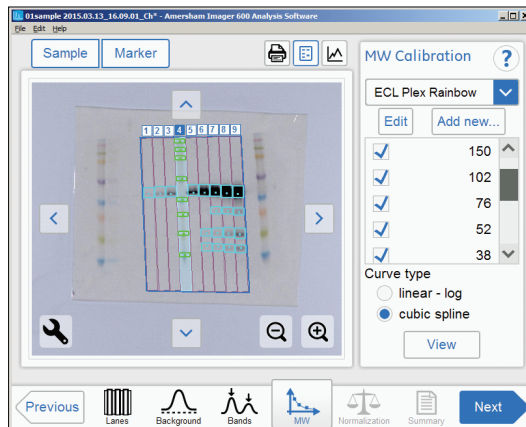 01sample 2015.03.13_16.09.01_Ch* - Amersham Imager 600 Analysis Software
File Edit Help
Sample
Marker
MW Calibration
?
ECL Plex Rainbow
Edit
Add new...
1 2 3 4 5 6 7 8 9
150
102
76
52
38
Curve type
linear - log
cubic spline
View
Previous
Lanes
Background
Bands
MW
Normalization
Summary
Next